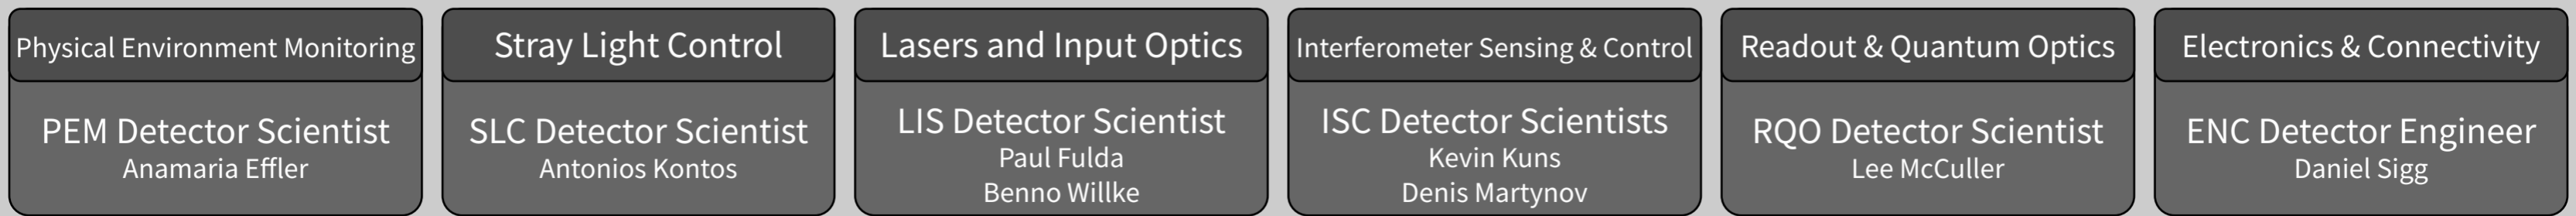 Physical Environment Monitoring
PEM Detector Scientist
Anamaria Effler
Stray Light Control
SLC Detector Scientist
Antonios Kontos
Lasers and Input Optics
LIS Detector Scientist
Paul Fulda
Benno Willke
Interferometer Sensing & Control
ISC Detector Scientists
Kevin Kuns
Denis Martynov
Readout & Quantum Optics
RQO Detector Scientist
Lee McCuller
Electronics & Connectivity
ENC Detector Engineer
Daniel Sigg